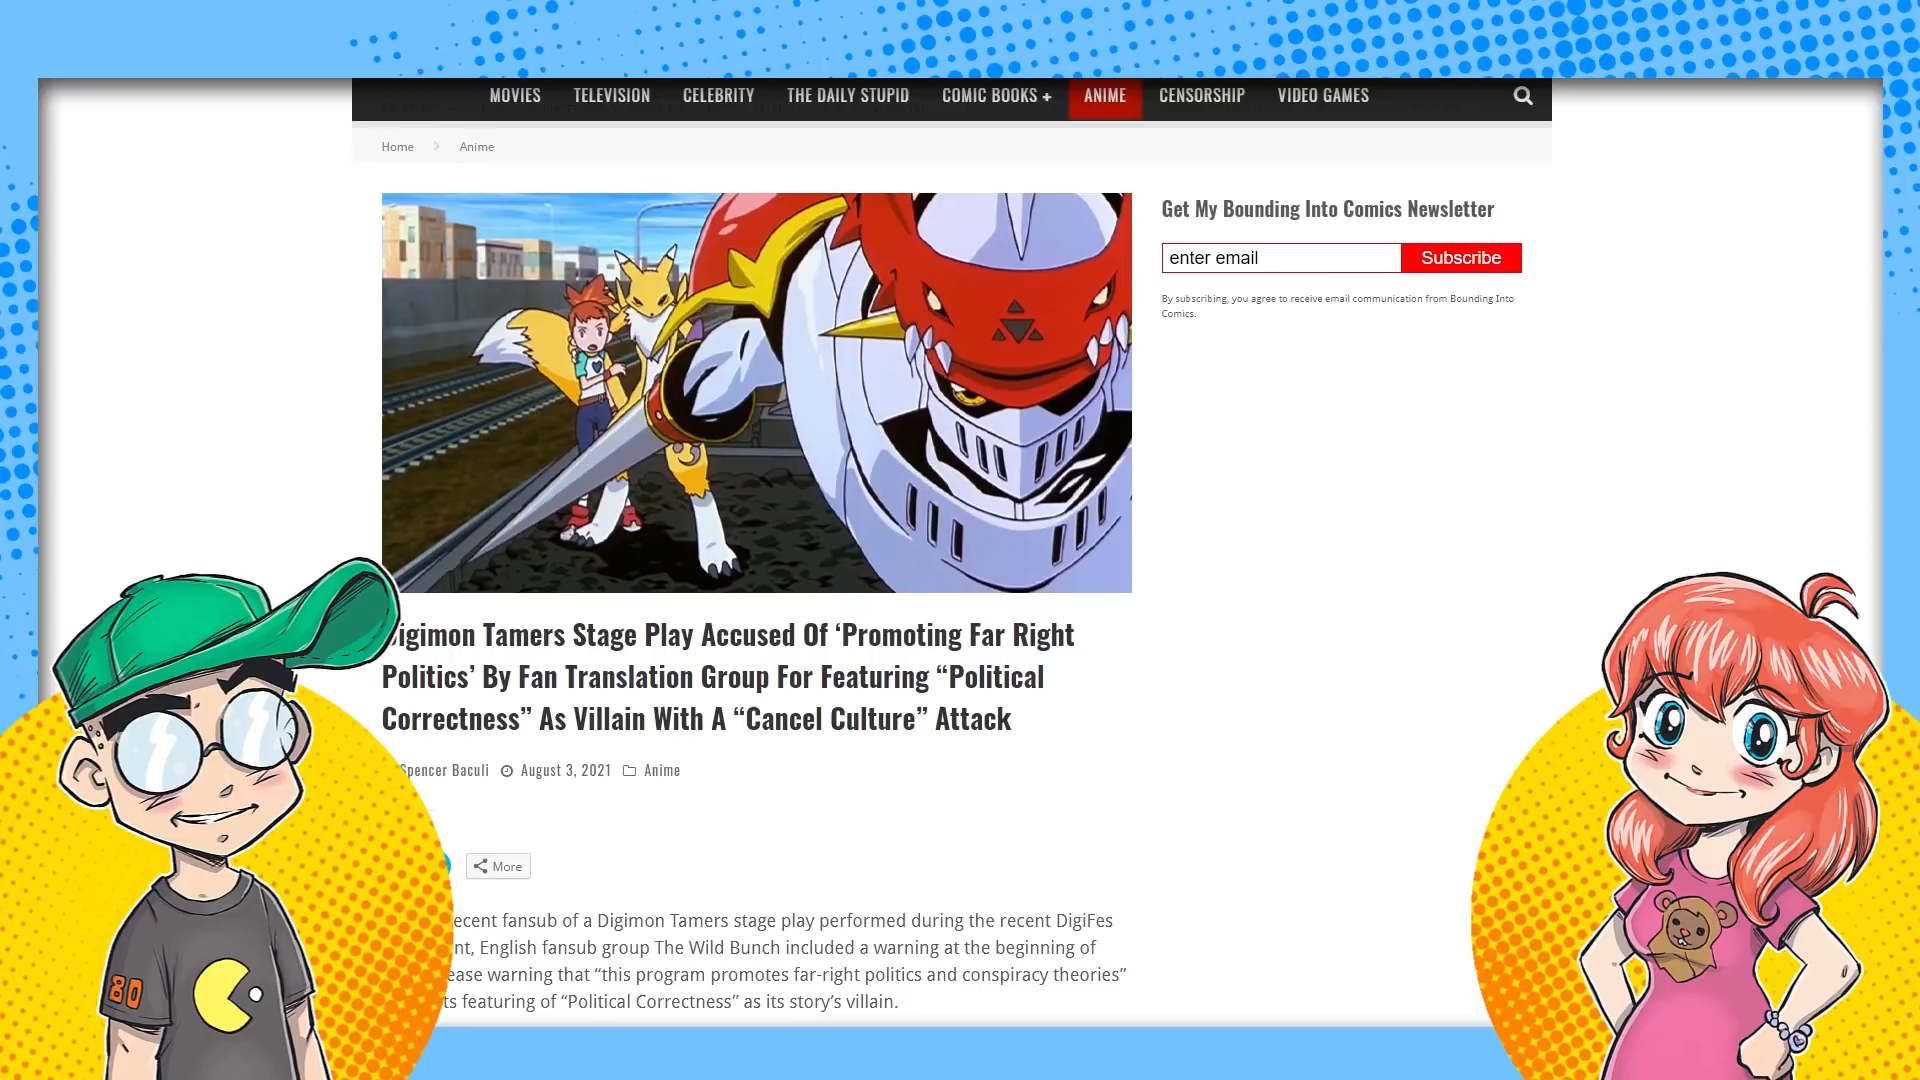 MOVIES TELEVISION CELEBRITY THE DAILY STUPID COMIC BOOKS + ANIME CENSORSHIP VIDEO GAMES
Home > Anime
Get My Bounding Into Comics Newsletter
enter email Subscribe
By subscribing, you agree to receive email communication from Bounding Into
Comics.
igimon Tamers Stage Play Accused Of ‘Promoting Far Right
Politics’ By Fan Translation Group For Featuring “Political
Correctness” As Villain With A “Cancel Culture” Attack
Spencer Baculi August 3, 2021 Anime
More
ecent fansub of a Digimon Tamers stage play performed during the recent DigiFes
nt, English fansub group The Wild Bunch included a warning at the beginning of
ease warning that “this program promotes far-right politics and conspiracy theories”
ts featuring of “Political Correctness” as its story’s villain.
80